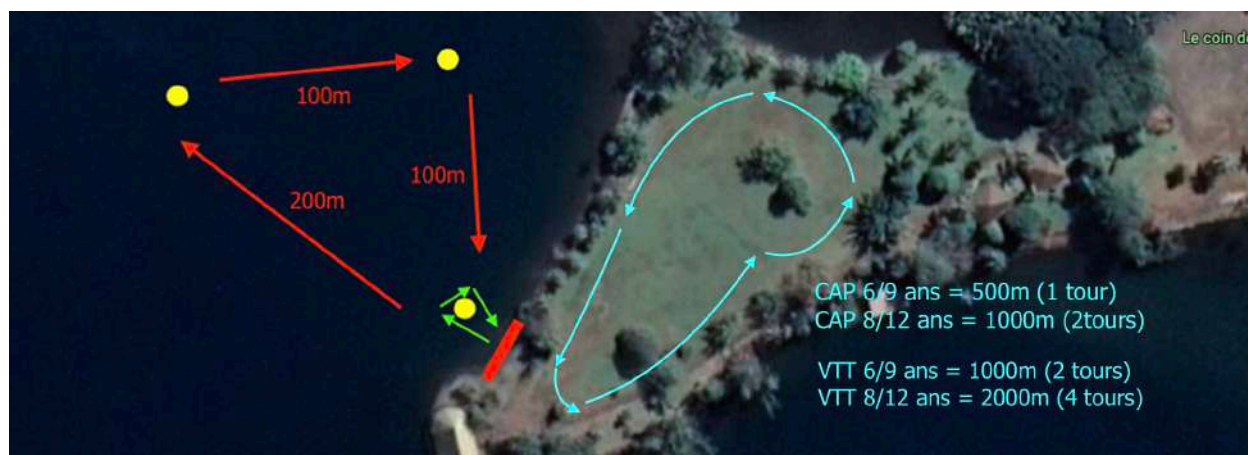 Le coin d
100m
100m
200m
CAP 6/9 ans = 500m (1 tour)
CAP 8/12 ans = 1000m (2tours)
VTT 6/9 ans = 1000m (2 tours)
VTT 8/12 ans = 2000m (4 tours)